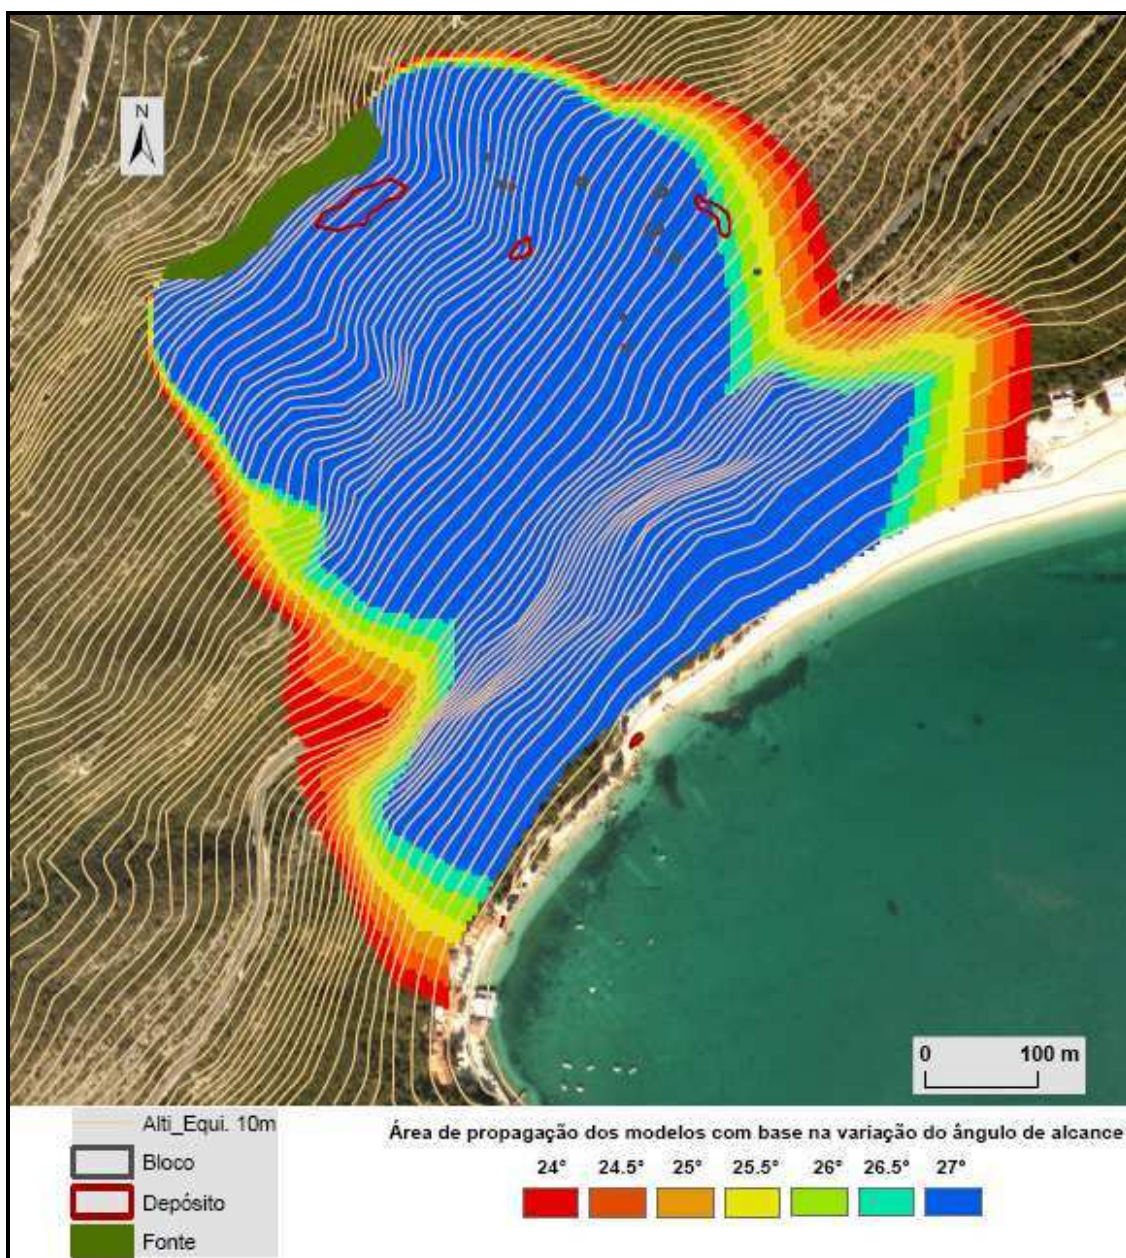 N
0 100 m
Alti_Equi. 10m
Bloco
Depósito
Fonte
Área de propagação dos modelos com base na variação do ângulo de alcance
24° 24.5° 25° 25.5° 26° 26.5° 27°